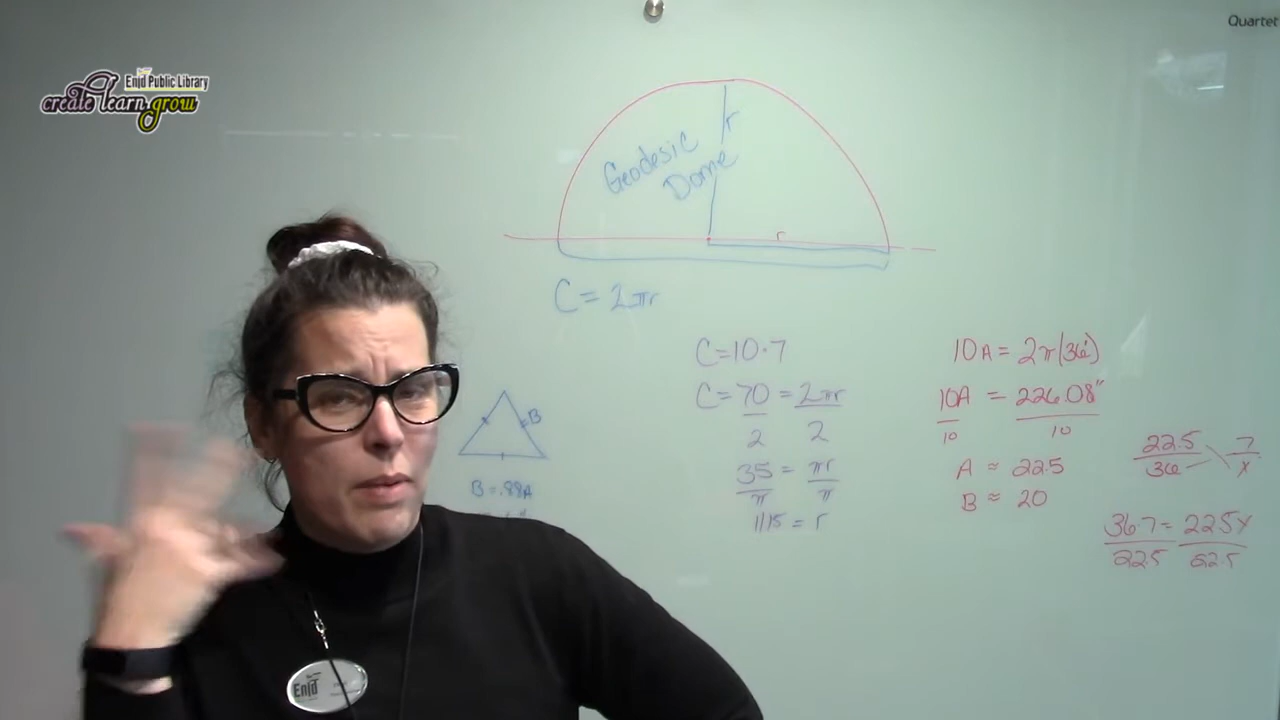 Quartet
Enid Public Library
create learn grow
r
Geodesic
Dome
r
C = 2πr
C=10·7
C= 70 = 2πr
2 2
35 = πr
π π
11.15 = r
B
B = .88A
10A = 2π(36)
10A = 226.08"
10 10
A ≈ 22.5
B ≈ 20
22.5 7
36 x
36·7= 22.5x
22.5 22.5
Enid